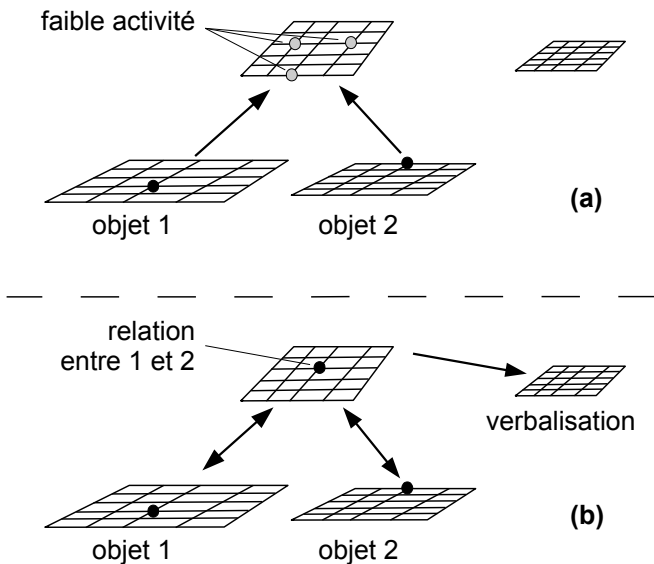 faible activité
objet 1
objet 2
(a)
relation
entre 1 et 2
verbalisation
objet 1
objet 2
(b)